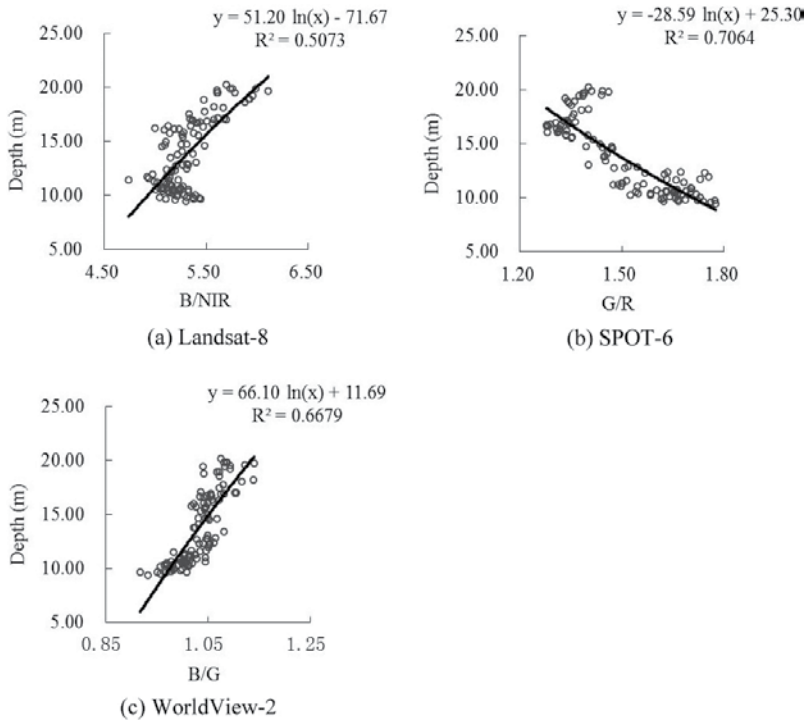 y = 51.20 ln(x) - 71.67
R² = 0.5073
25.00
20.00
15.00
10.00
5.00
Depth (m)
4.50 5.50 6.50
B/NIR
(a) Landsat-8
y = -28.59 ln(x) + 25.30
R² = 0.7064
25.00
20.00
15.00
10.00
5.00
Depth (m)
1.20 1.50 1.80
G/R
(b) SPOT-6
y = 66.10 ln(x) + 11.69
R² = 0.6679
25.00
20.00
15.00
10.00
5.00
Depth (m)
0.85 1.05 1.25
B/G
(c) WorldView-2